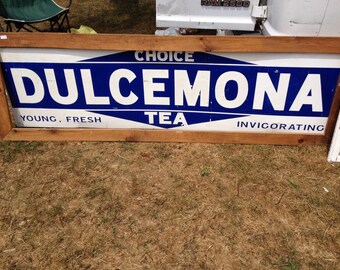 CHOICE
DULCEMONA
TEA
YOUNG, FRESH
INVIGORATING